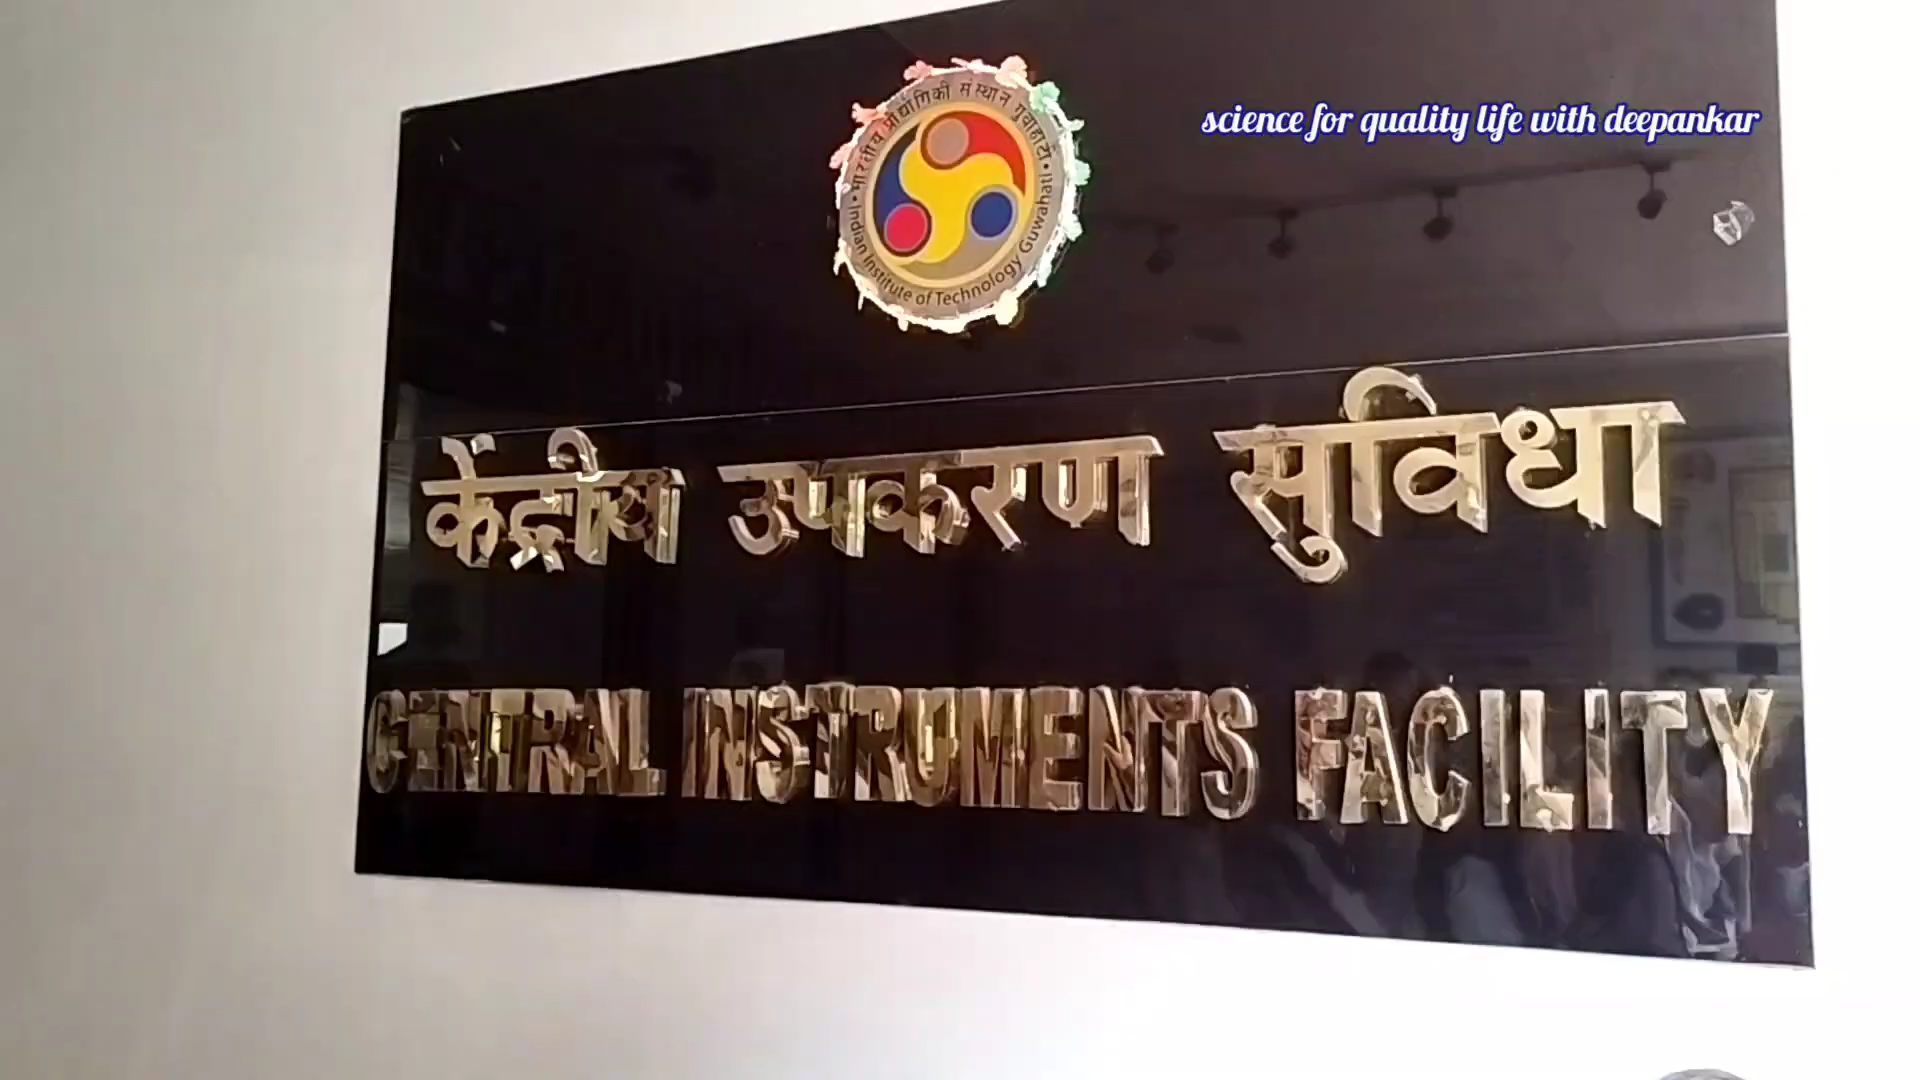 भारतीय प्रौद्योगिकी संस्थान गुवाहाटी
Indian Institute of Technology Guwahati
science for quality life with deepankar
केंद्रीय उपकरण सुविधा
CENTRAL INSTRUMENTS FACILITY